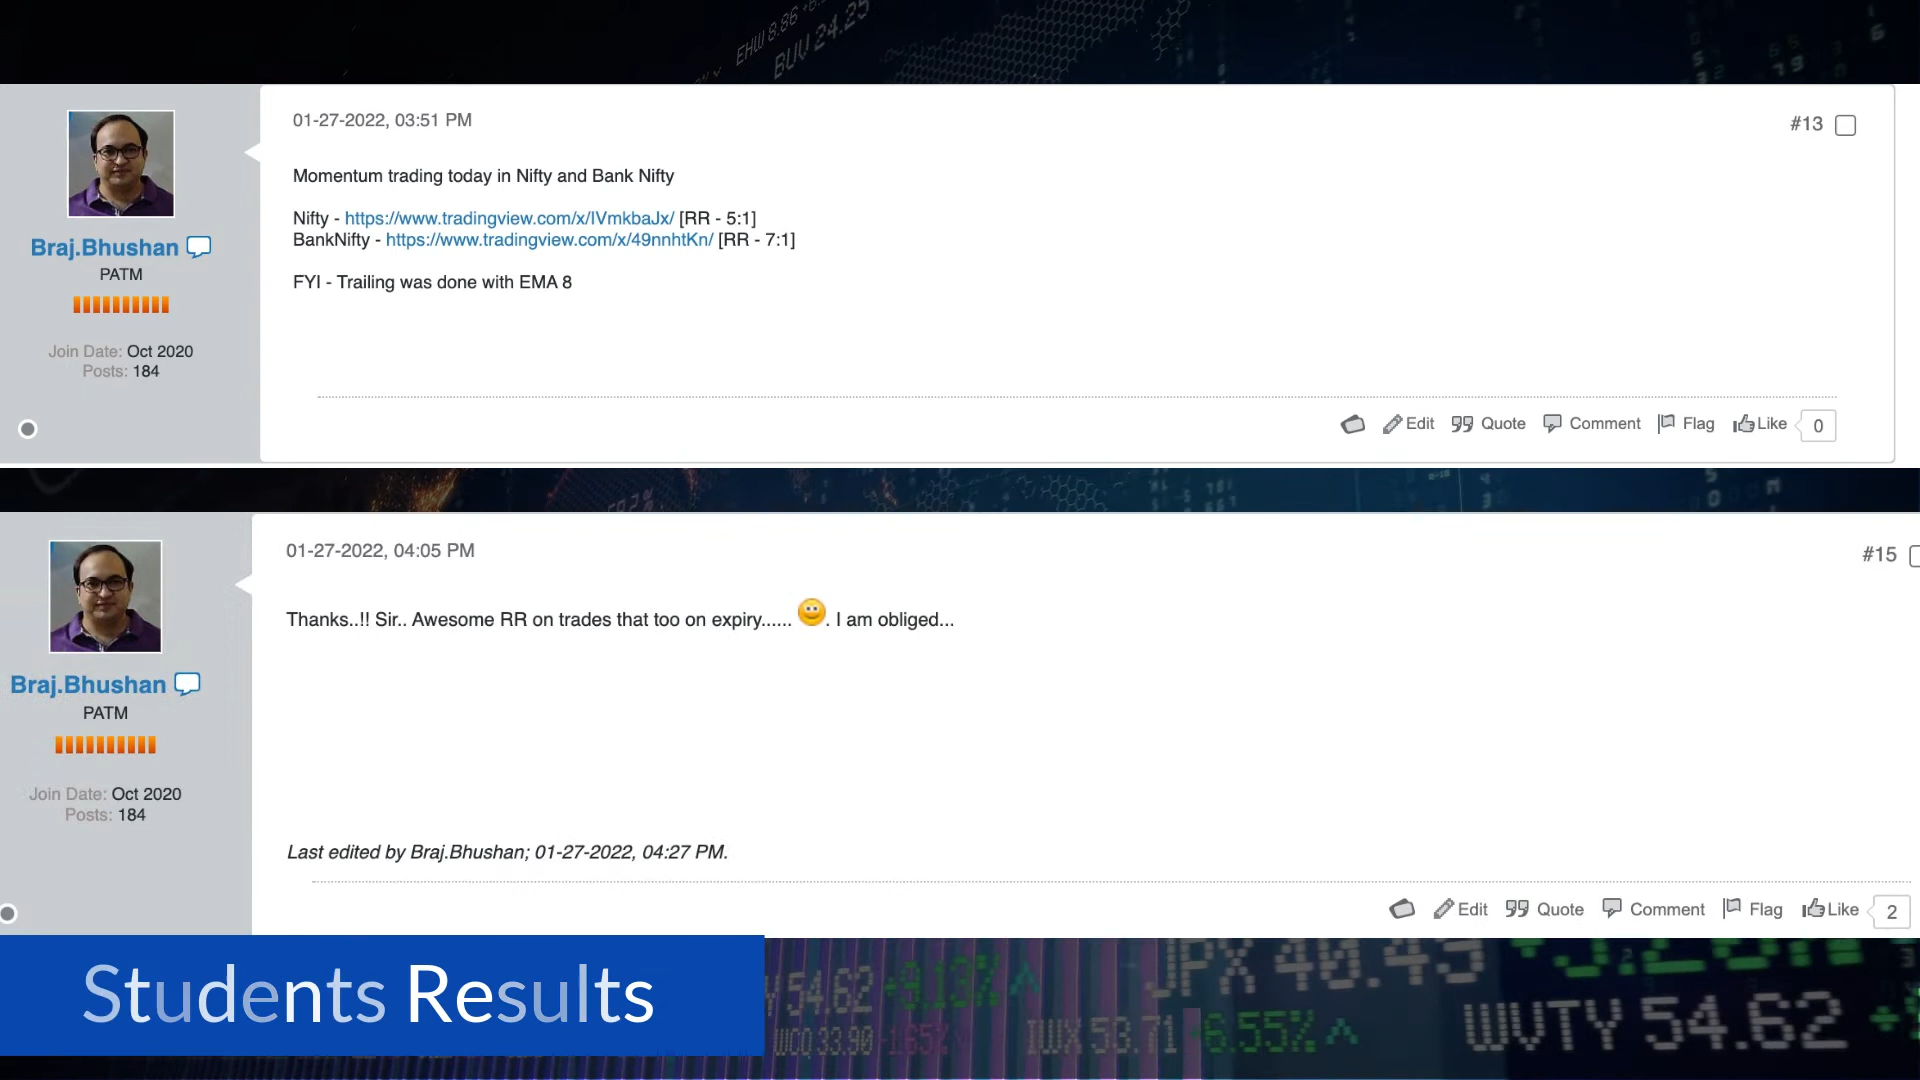 EHW 8.86
BUU 24.25
01-27-2022, 03:51 PM
#13
Momentum trading today in Nifty and Bank Nifty
Nifty - https://www.tradingview.com/x/IVmkbaJx/ [RR - 5:1]
BankNifty - https://www.tradingview.com/x/49nnhtKn/ [RR - 7:1]
FYI - Trailing was done with EMA 8
Braj.Bhushan
PATM
Join Date: Oct 2020
Posts: 184
Edit Quote Comment Flag Like 0
01-27-2022, 04:05 PM
#15
Thanks..!! Sir.. Awesome RR on trades that too on expiry...... . I am obliged...
Braj.Bhushan
PATM
Join Date: Oct 2020
Posts: 184
Last edited by Braj.Bhushan; 01-27-2022, 04:27 PM.
Edit Quote Comment Flag Like 2
Students Results
54.62 +9.13%
JPX 40.45
WCQ 33.90 1.65%
IWX 53.71 6.55%
WVTY 54.62